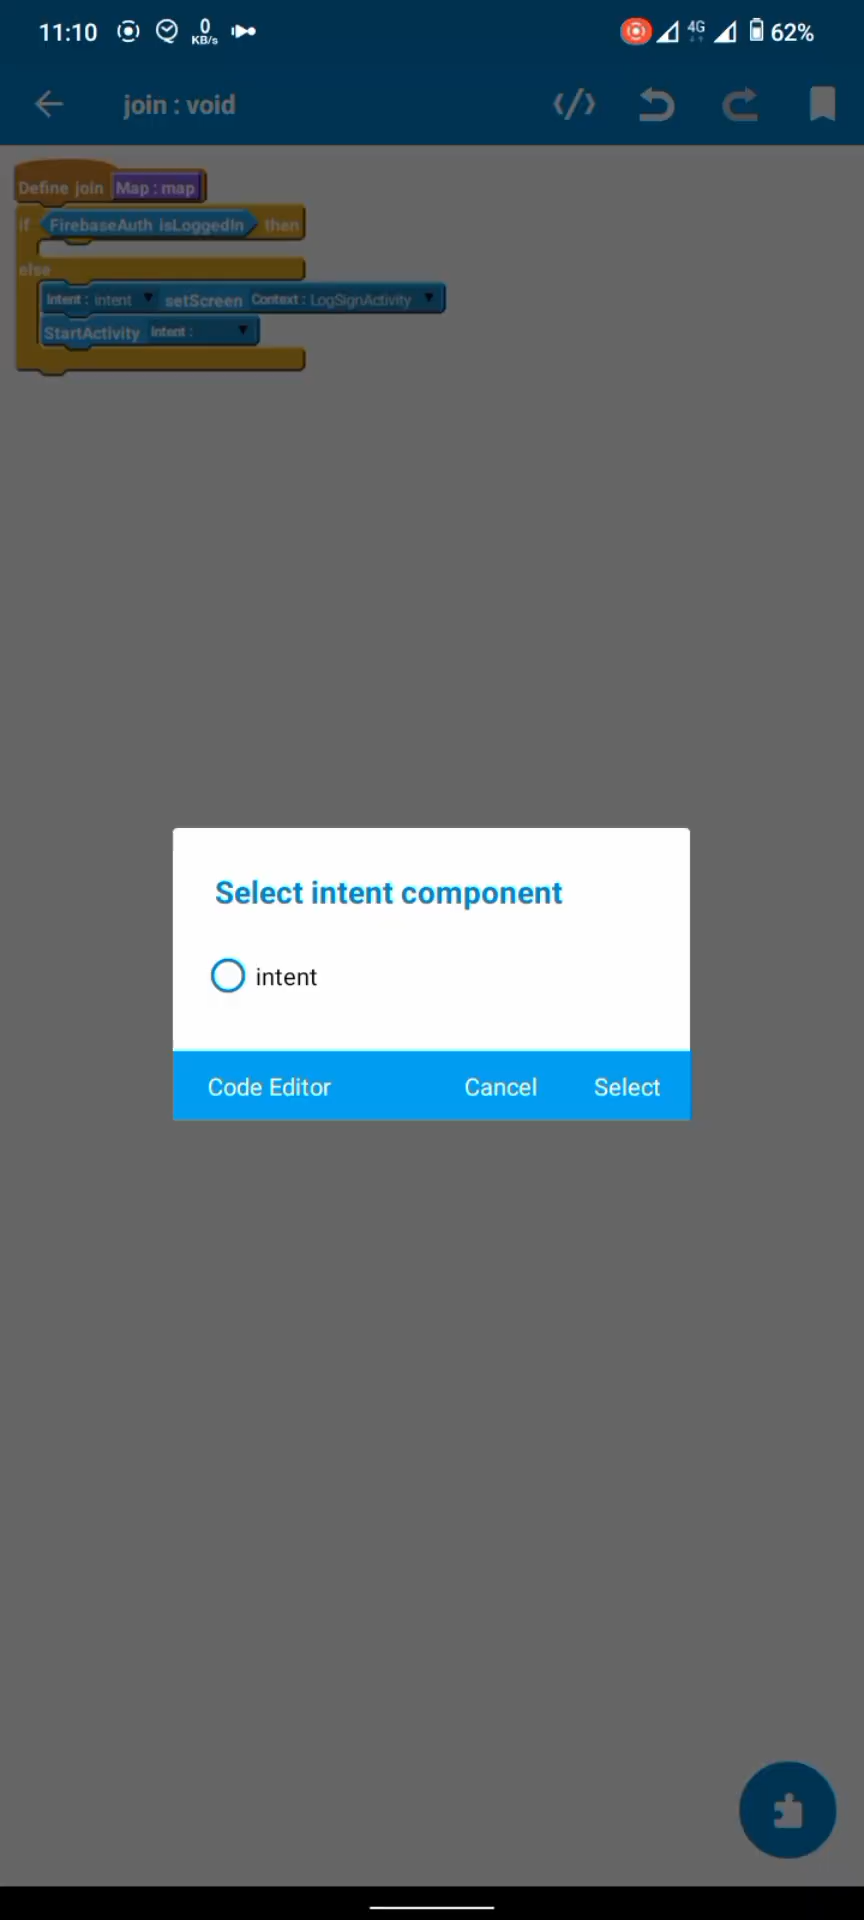 11:10 0 KB/s 4G 62%
join : void
Define join Map : map
if FirebaseAuth isLoggedIn then
else
Intent : intent setScreen Context : LogSignActivity
StartActivity Intent :
Select intent component
intent
Code Editor Cancel Select